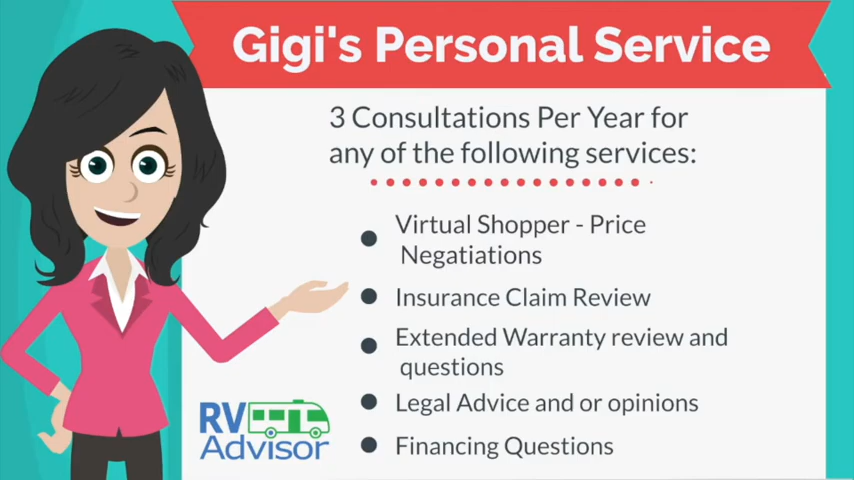 Gigi's Personal Service
3 Consultations Per Year for
any of the following services:
Virtual Shopper - Price
Negatiations
Insurance Claim Review
Extended Warranty review and
questions
Legal Advice and or opinions
Financing Questions
RV
Advisor